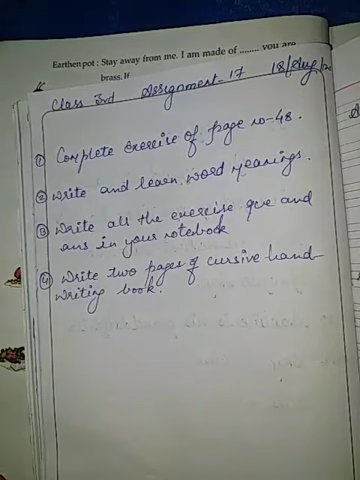 Earthen pot : Stay away from me. I am made of ........ you are
brass. If
Class 3rd Assignment-17 18/Aug/20
① Complete exercise of page no-48.
② Write and learn word meanings.
③ Write all the exercise que and
ans in your notebook
④ Write two pages of cursive hand-
writing book.